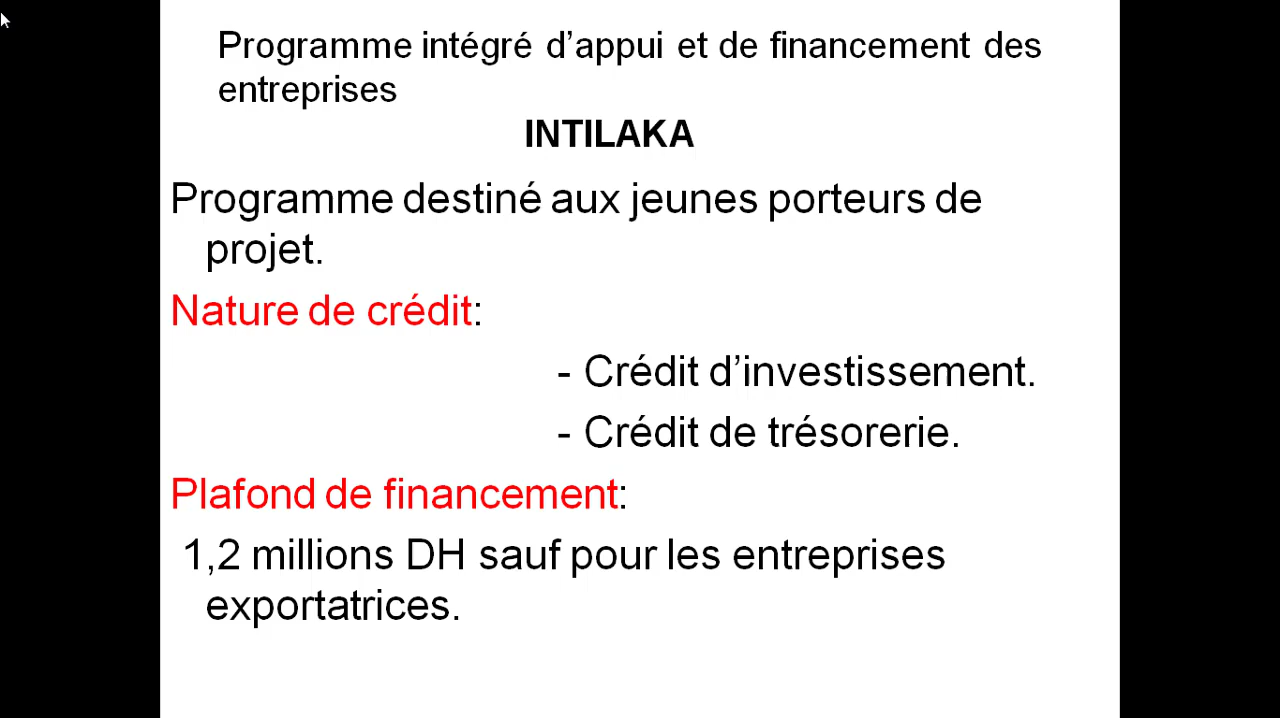 Programme intégré d’appui et de financement des
entreprises
INTILAKA
Programme destiné aux jeunes porteurs de
projet.
Nature de crédit:
- Crédit d’investissement.
- Crédit de trésorerie.
Plafond de financement:
1,2 millions DH sauf pour les entreprises
exportatrices.